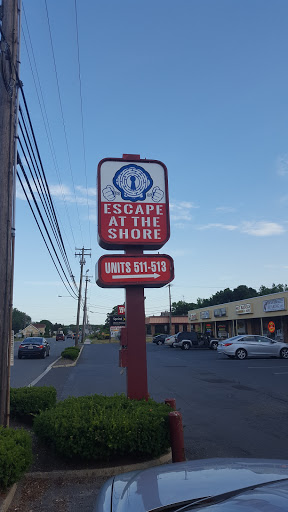 ESCAPE
AT THE
SHORE
UNITS 511-513